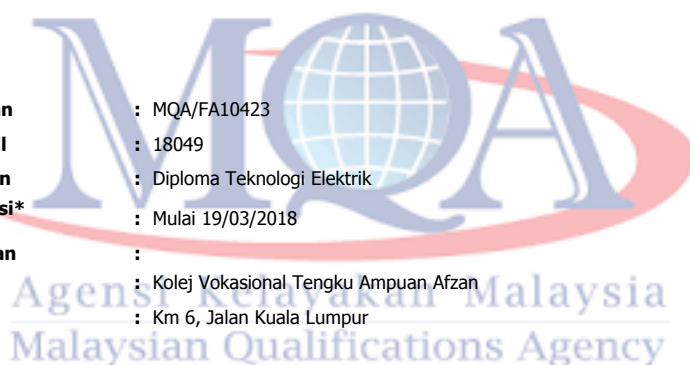 MQA
an : MQA/FA10423
l : 18049
n : Diploma Teknologi Elektrik
si* : Mulai 19/03/2018
an :
: Kolej Vokasional Tengku Ampuan Afzan
: Km 6, Jalan Kuala Lumpur
Agensi Kelayakan Malaysia
Malaysian Qualifications Agency